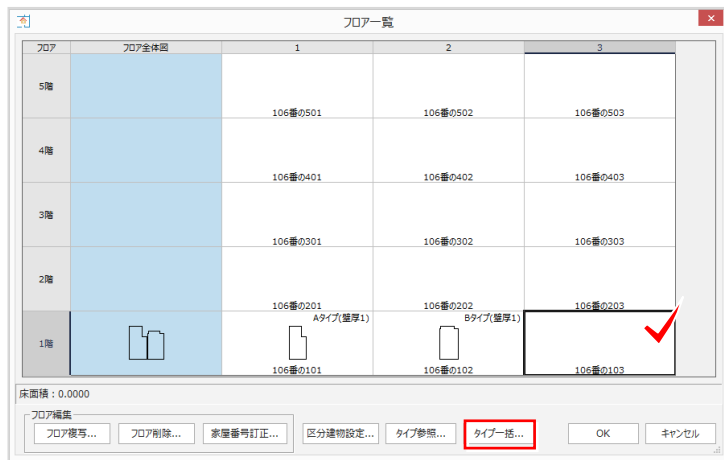 フロア一覧
フロア フロア全体図 1 2 3
5階
106番の501 106番の502 106番の503
4階
106番の401 106番の402 106番の403
3階
106番の301 106番の302 106番の303
2階
106番の201 106番の202 106番の203
Aタイプ(壁厚1) Bタイプ(壁厚1)
1階
106番の101 106番の102 106番の103
床面積：0.0000
フロア編集
フロア複写... フロア削除... 家屋番号訂正... 区分建物設定... タイプ参照... タイプ一括... OK キャンセル